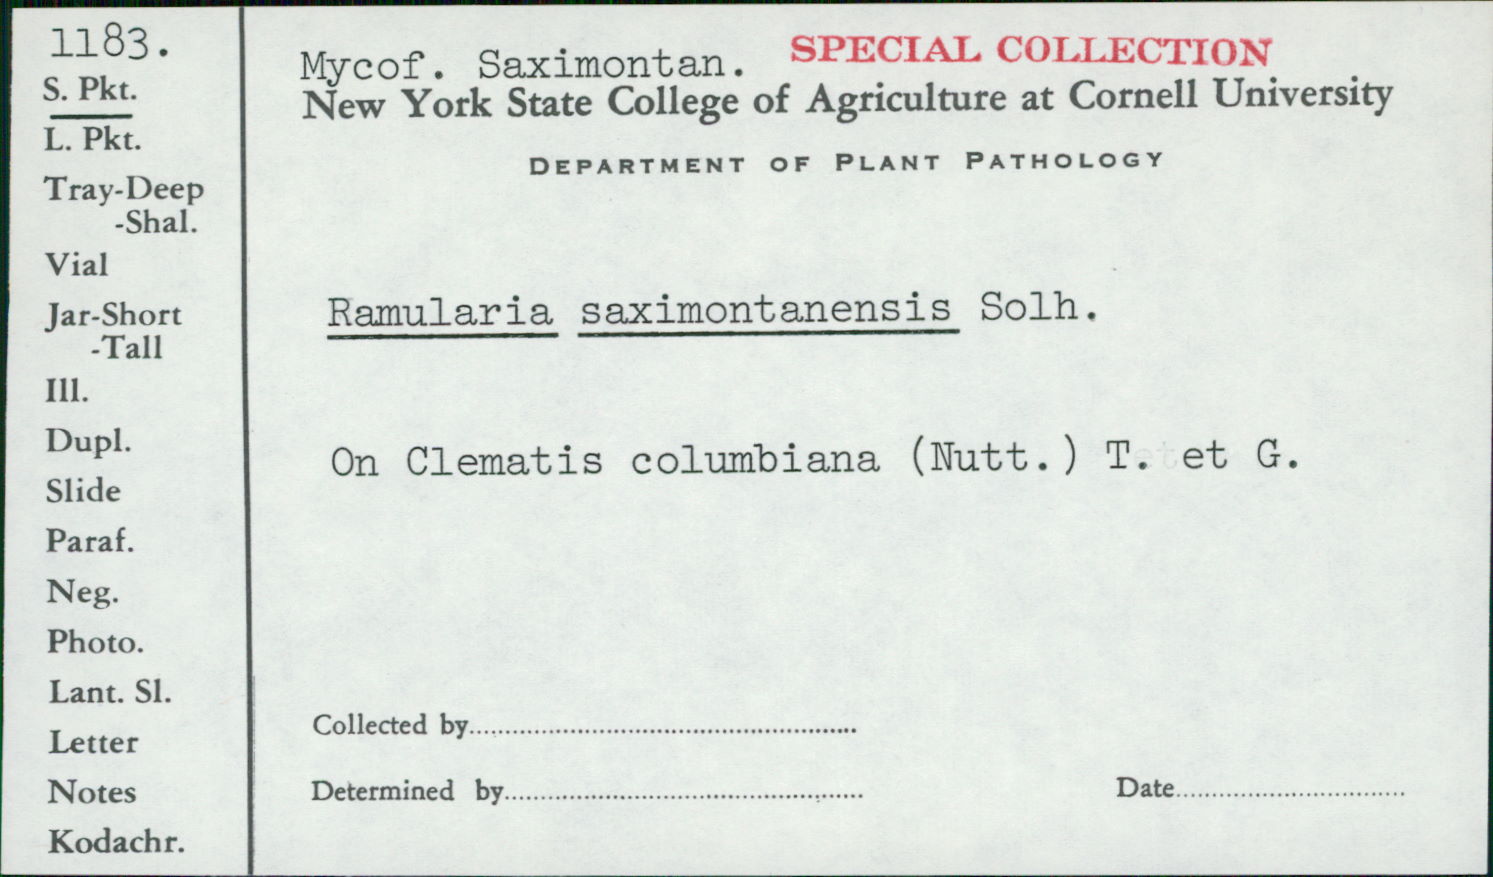 1183.
S. Pkt.
L. Pkt.
Tray-Deep
-Shal.
Vial
Jar-Short
-Tall
Ill.
Dupl.
Slide
Paraf.
Neg.
Photo.
Lant. Sl.
Letter
Notes
Kodachr.
Mycof. Saximontan. SPECIAL COLLECTION
New York State College of Agriculture at Cornell University
DEPARTMENT OF PLANT PATHOLOGY
Ramularia saximontanensis Solh.
On Clematis columbiana (Nutt.) T. et G.
Collected by
Determined by
Date